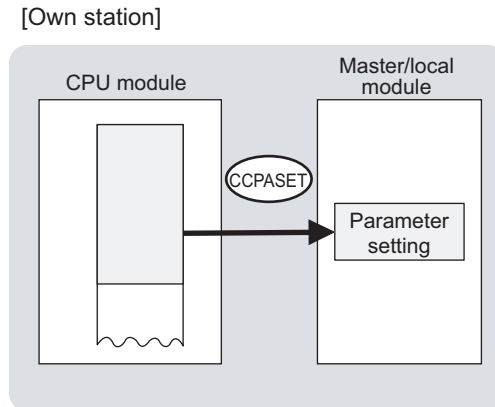 [Own station]
CPU module
Master/local
module
CCPASET
Parameter
setting